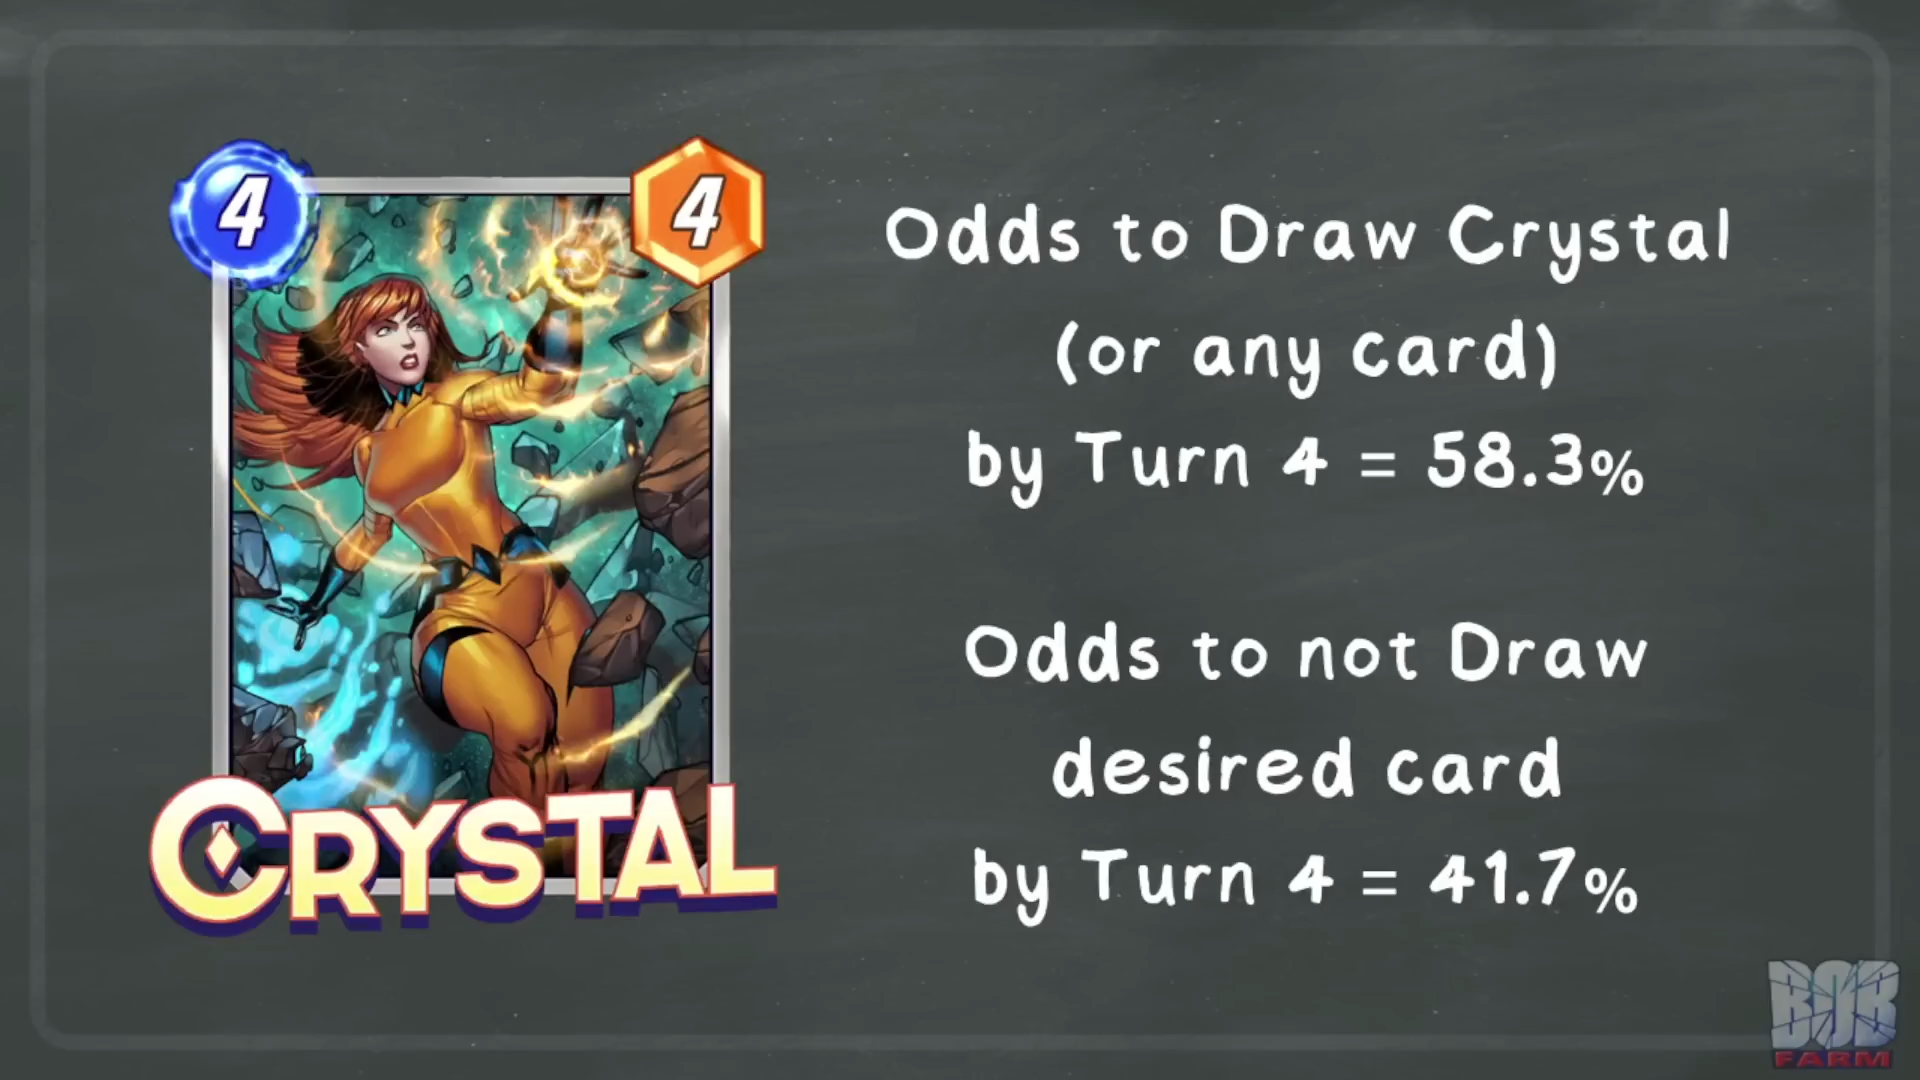 4
4
CRYSTAL
Odds to Draw Crystal
(or any card)
by Turn 4 = 58.3%
Odds to not Draw
desired card
by Turn 4 = 41.7%
BOB
FARM